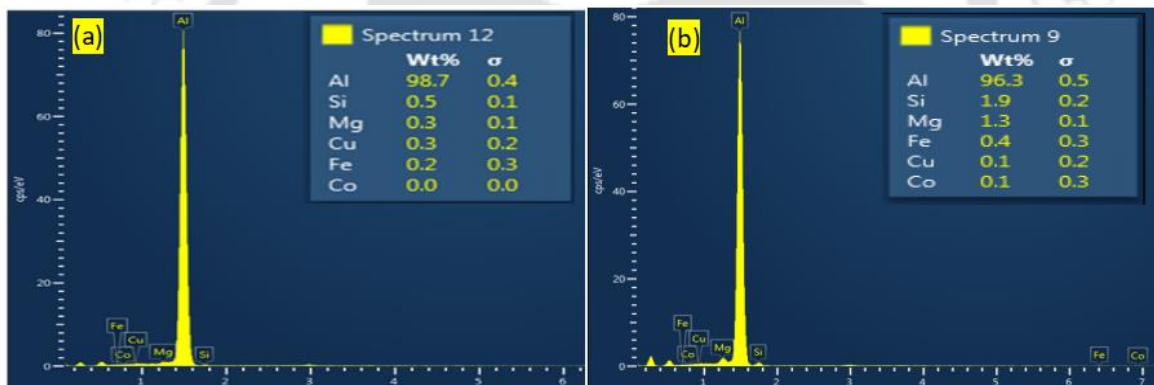 (a)
Al
Spectrum 12
Wt% σ
Al 98.7 0.4
Si 0.5 0.1
Mg 0.3 0.1
Cu 0.3 0.2
Fe 0.2 0.3
Co 0.0 0.0
80
60
40
20
0
cps/eV
Fe
Co
Cu
Mg
Si
1 2 3 4 5 6
(b)
Al
Spectrum 9
Wt% σ
Al 96.3 0.5
Si 1.9 0.2
Mg 1.3 0.1
Fe 0.4 0.3
Cu 0.1 0.2
Co 0.1 0.3
80
60
40
20
0
cps/eV
Fe
Co
Cu
Mg
Si
Fe
Co
1 2 3 4 5 6 7